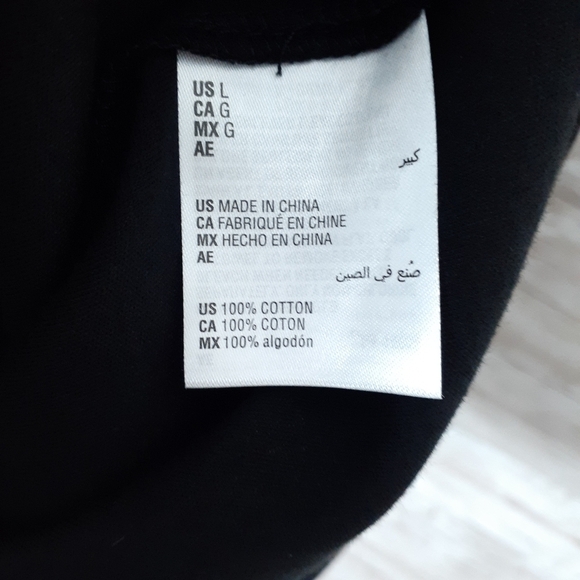 US L
CA G
MX G
AE
كبير
US MADE IN CHINA
CA FABRIQUÉ EN CHINE
MX HECHO EN CHINA
AE
صُنع في الصين
US 100% COTTON
CA 100% COTON
MX 100% algodón